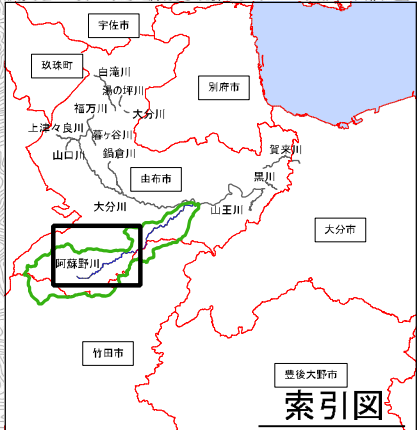 宇佐市
玖珠町
白滝川
湯の坪川
別府市
福万川
大分川
上津々良川
暮ヶ谷川
山口川
鍋倉川
賀来川
黒川
由布市
大分川
山王川
大分市
阿蘇野川
竹田市
豊後大野市
索引図